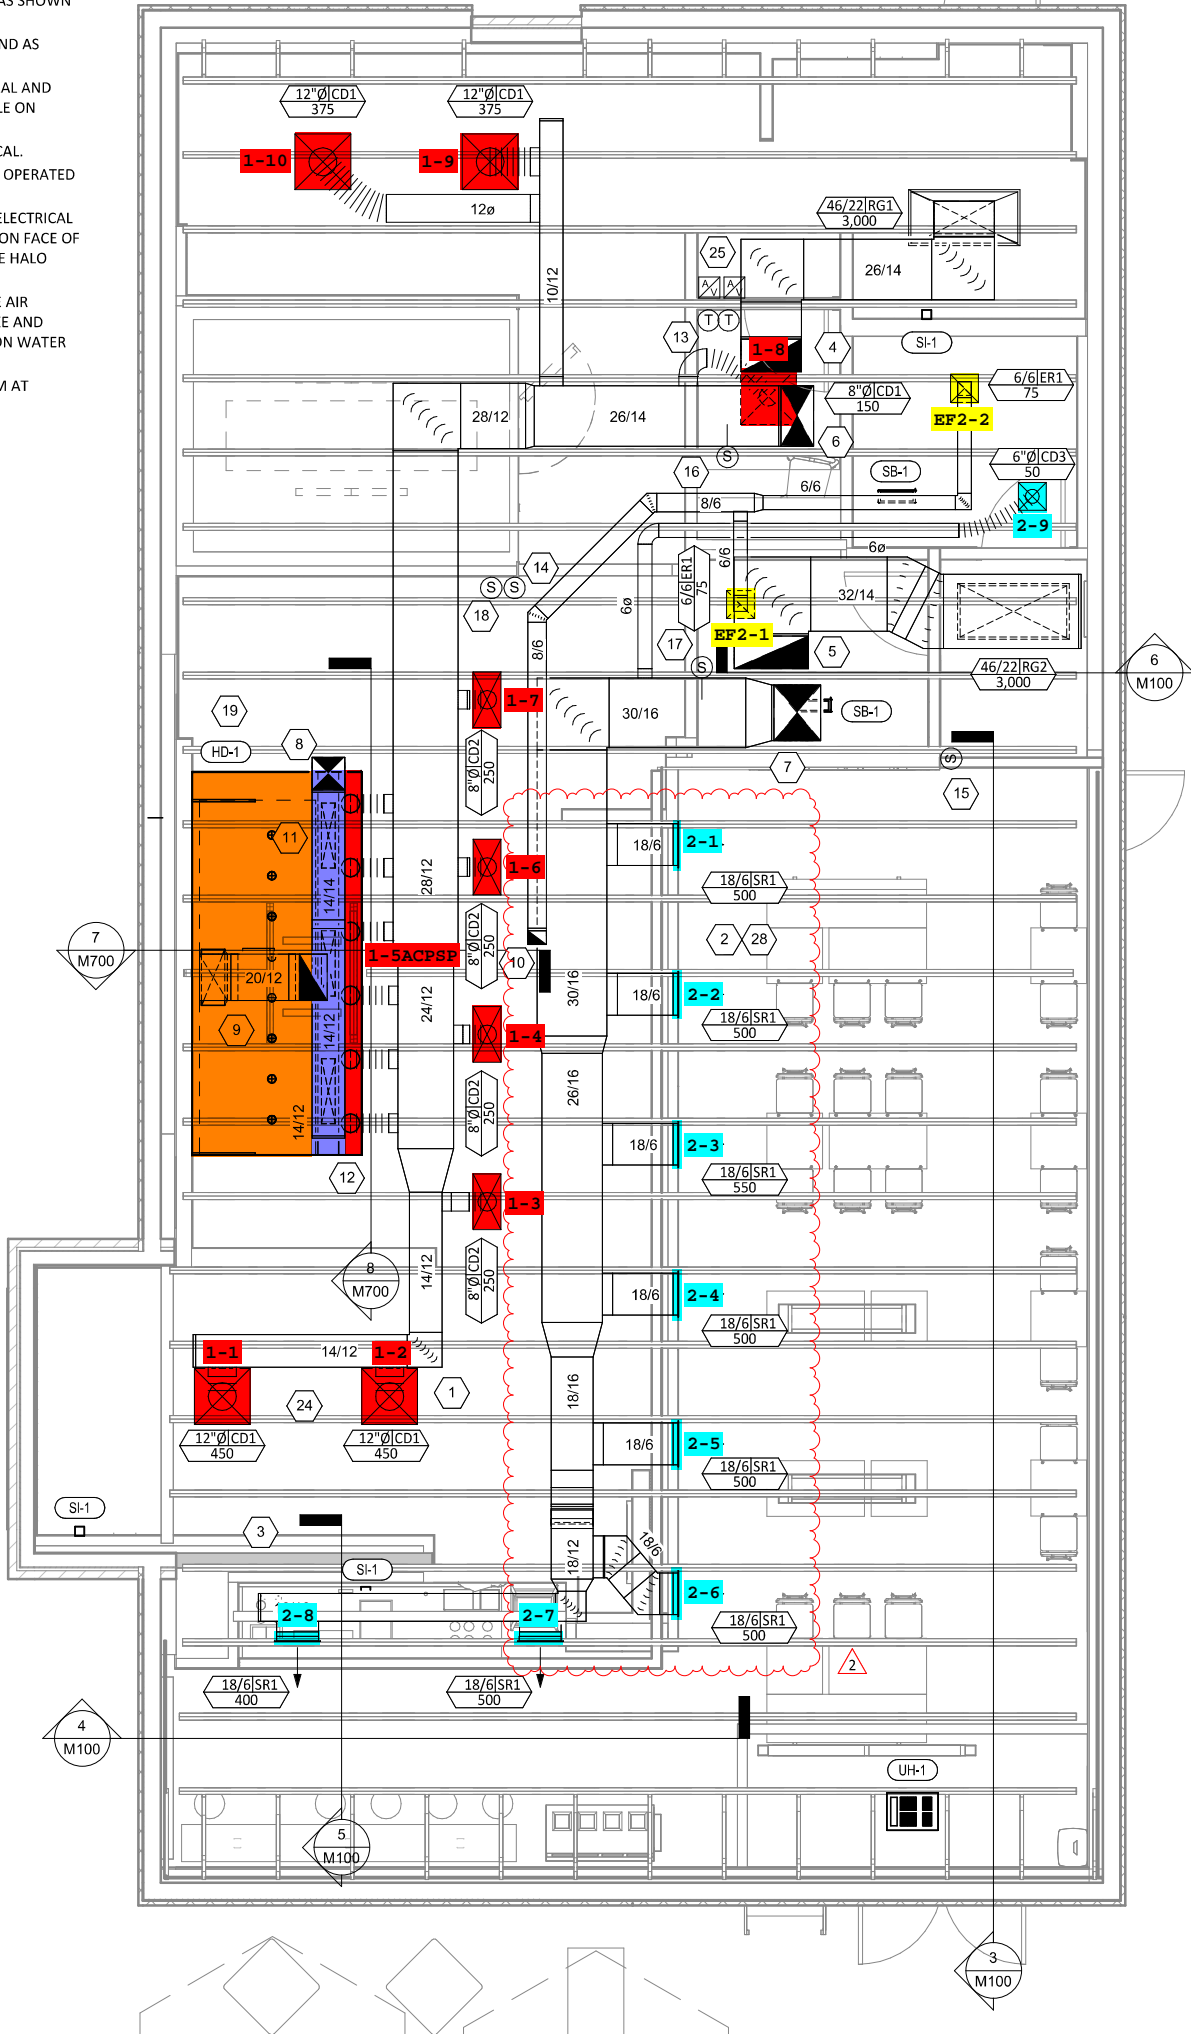 AS SHOWN
ND AS
AL AND
LE ON
CAL.
OPERATED
ELECTRICAL
ON FACE OF
E HALO
E AIR
ZE AND
ON WATER
M AT
12"Ø CD1
375
12"Ø CD1
375
1-10
1-9
12ø
46/22 RG1
3,000
25
26/14
10/12
A/V
A/V
T
T
13
1-8
4
SI-1
8"Ø CD1
150
6/6 ER1
75
EF2-2
28/12
26/14
6
6"Ø CD3
50
S
16
SB-1
6/6
8/6
2-9
6ø
6/6
14
S
S
6/6 ER1
75
32/14
6ø
18
EF2-1
17
5
8/6
S
46/22 RG2
3,000
6
M100
1-7
30/16
SB-1
19
HD-1
8
8"Ø CD2
250
7
S
15
11
18/6
2-1
1-6
28/12
14/14
18/6 SR1
500
8"Ø CD2
250
2
28
7
M700
1-5ACPSP
10
20/12
30/16
18/6
2-2
24/12
9
14/12
1-4
18/6 SR1
500
26/16
8"Ø CD2
250
14/12
18/6
2-3
12
18/6 SR1
550
1-3
8"Ø CD2
250
8
M700
14/12
18/6
2-4
18/6 SR1
500
1-1
14/12
1-2
24
1
18/16
12"Ø CD1
450
12"Ø CD1
450
18/6
2-5
18/6 SR1
500
SI-1
3
18/12
18/6
SI-1
2-6
2-8
2-7
18/6 SR1
500
2
18/6 SR1
400
18/6 SR1
500
4
M100
UH-1
5
M100
3
M100